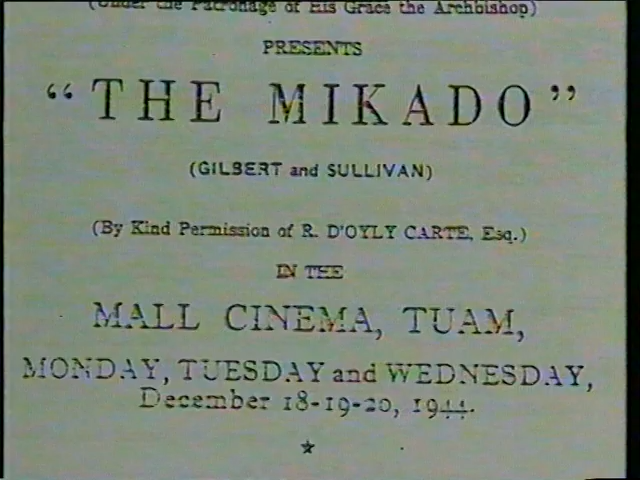 (Under the Patronage of His Grace the Archbishop)
PRESENTS
“THE MIKADO”
(GILBERT and SULLIVAN)
(By Kind Permission of R. D'OYLY CARTE, Esq.)
IN THE
MALL CINEMA, TUAM,
MONDAY, TUESDAY and WEDNESDAY,
December 18-19-20, 1944.